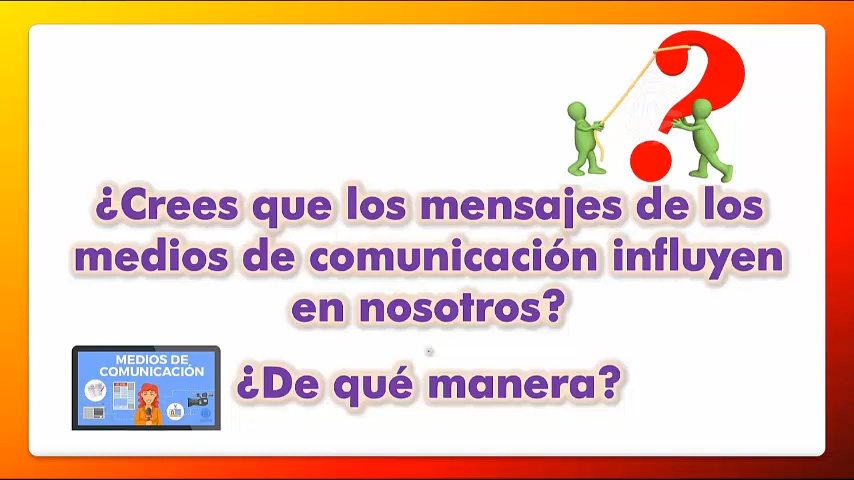 ¿Crees que los mensajes de los
medios de comunicación influyen
en nosotros?
MEDIOS DE
COMUNICACIÓN
¿De qué manera?